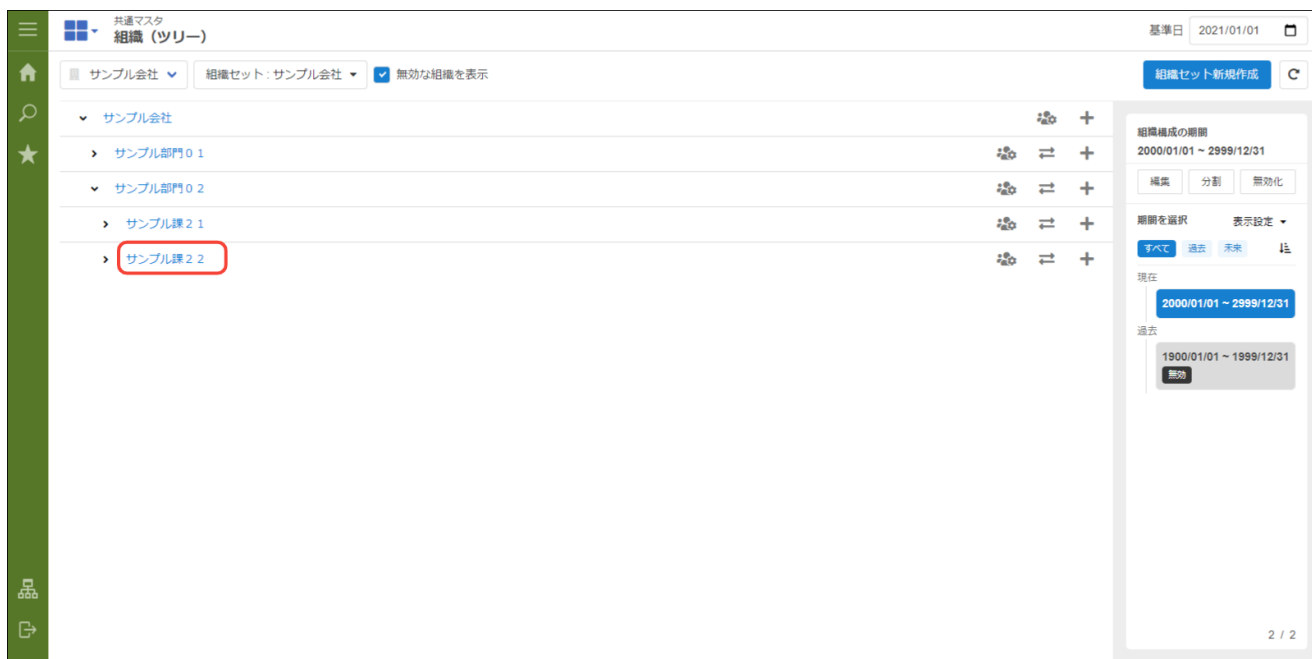 共通マスタ
組織（ツリー）
基準日 2021/01/01
サンプル会社
組織セット : サンプル会社
無効な組織を表示
組織セット新規作成
サンプル会社
サンプル部門０１
サンプル部門０２
サンプル課２１
サンプル課２２
組織構成の期間
2000/01/01 ~ 2999/12/31
編集 分割 無効化
期間を選択 表示設定
すべて 過去 未来
現在
2000/01/01 ~ 2999/12/31
過去
1900/01/01 ~ 1999/12/31
無効
2 / 2